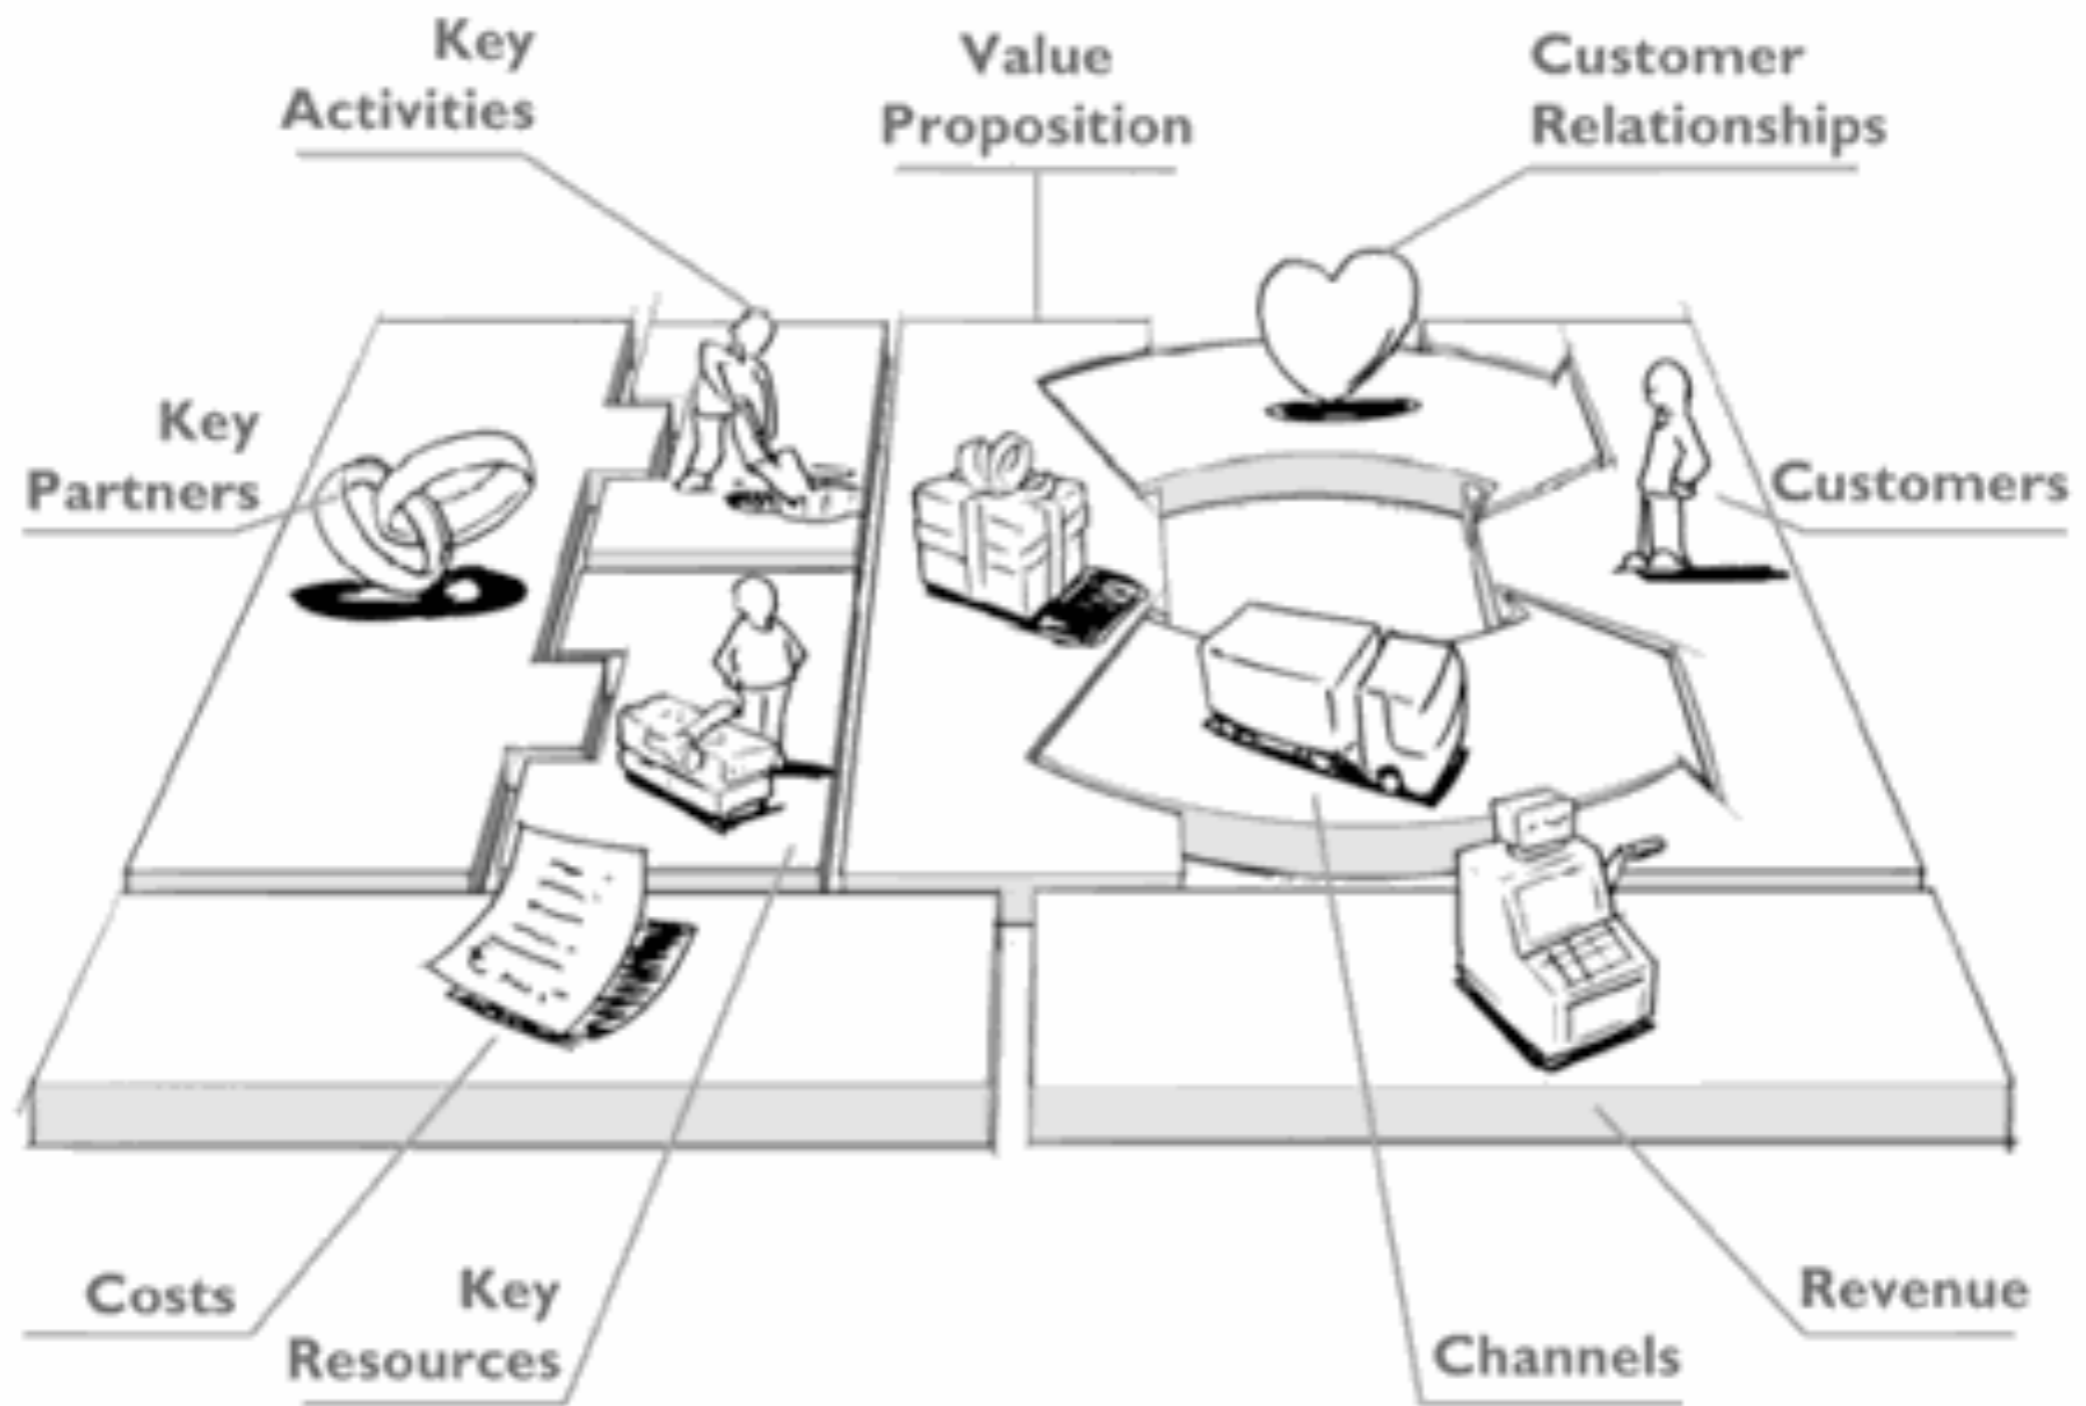 Key
Activities
Value
Proposition
Customer
Relationships
Key
Partners
Customers
Costs
Key
Resources
Channels
Revenue